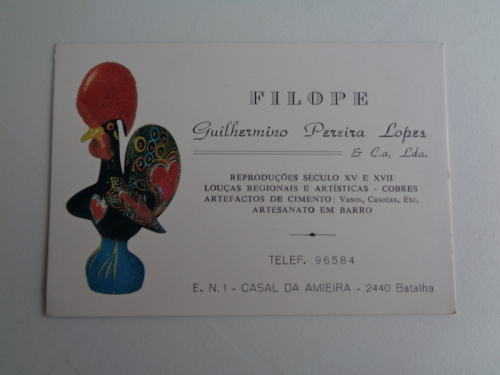 FILOPE
Guilhermino Pereira Lopes
& C.a, Lda.
REPRODUÇÕES SÉCULO XV E XVII
LOUÇAS REGIONAIS E ARTÍSTICAS - COBRES
ARTEFACTOS DE CIMENTO: Vasos, Casotas, Etc.
ARTESANATO EM BARRO
TELEF. 96584
E. N. 1 - CASAL DA AMIEIRA - 2440 Batalha